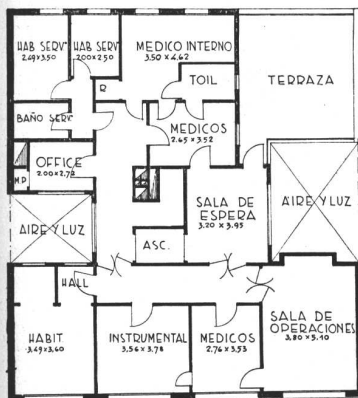 HAB SERV
2.49×3.50
HAB SERV
2.00×2.50
MEDICO INTERNO
3.50×4.62
R
TOIL
TERRAZA
BAÑO SERV
MEDICOS
2.65×3.52
OFFICE
2.00×2.72
M.P
AIRE Y LUZ
SALA DE
ESPERA
3.20×3.95
AIRE Y LUZ
ASC.
HALL
HABIT
3.49×3.60
INSTRUMENTAL
3.56×3.78
MEDICOS
2.76×3.53
SALA DE
OPERACIONES
3.80×5.10